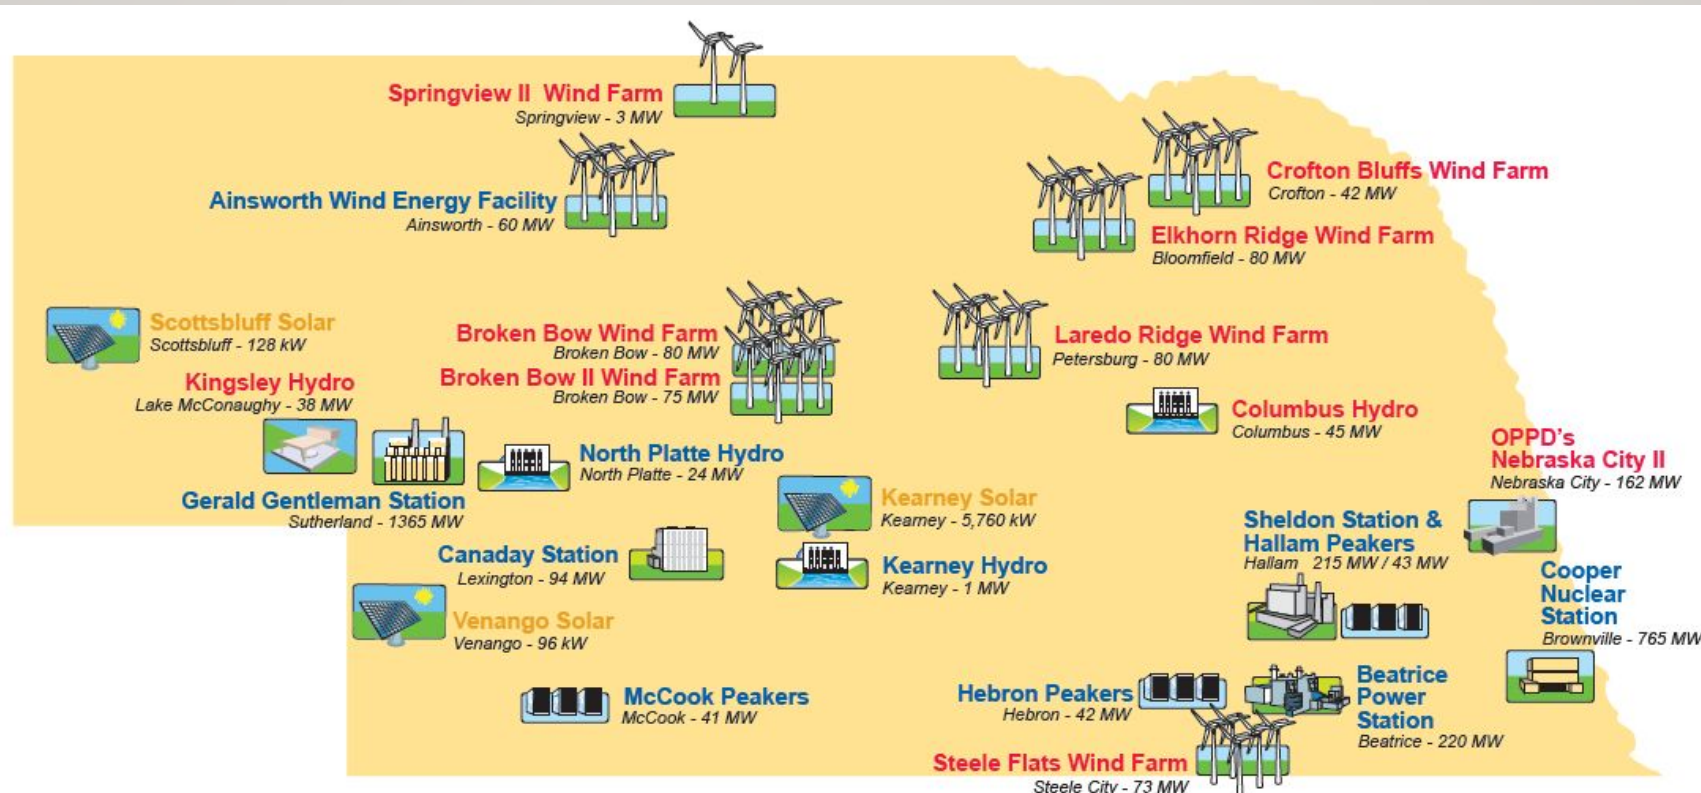 Springview II Wind Farm
Springview - 3 MW
Ainsworth Wind Energy Facility
Ainsworth - 60 MW
Crofton Bluffs Wind Farm
Crofton - 42 MW
Elkhorn Ridge Wind Farm
Bloomfield - 80 MW
Scottsbluff Solar
Scottsbluff - 128 kW
Broken Bow Wind Farm
Broken Bow - 80 MW
Broken Bow II Wind Farm
Broken Bow - 75 MW
Laredo Ridge Wind Farm
Petersburg - 80 MW
Kingsley Hydro
Lake McConaughy - 38 MW
Columbus Hydro
Columbus - 45 MW
OPPD's
Nebraska City II
Nebraska City - 162 MW
North Platte Hydro
North Platte - 24 MW
Gerald Gentleman Station
Sutherland - 1365 MW
Kearney Solar
Kearney - 5,760 kW
Sheldon Station &
Hallam Peakers
Hallam 215 MW / 43 MW
Canaday Station
Lexington - 94 MW
Kearney Hydro
Kearney - 1 MW
Cooper
Nuclear
Station
Brownville - 765 MW
Venango Solar
Venango - 96 kW
McCook Peakers
McCook - 41 MW
Hebron Peakers
Hebron - 42 MW
Beatrice
Power
Station
Beatrice - 220 MW
Steele Flats Wind Farm
Steele City - 73 MW